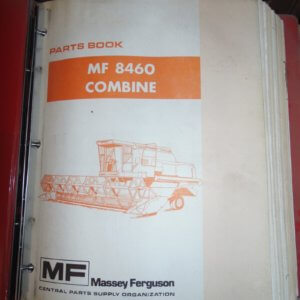 PARTS BOOK
MF 8460
COMBINE
MF Massey Ferguson
CENTRAL PARTS SUPPLY ORGANIZATION